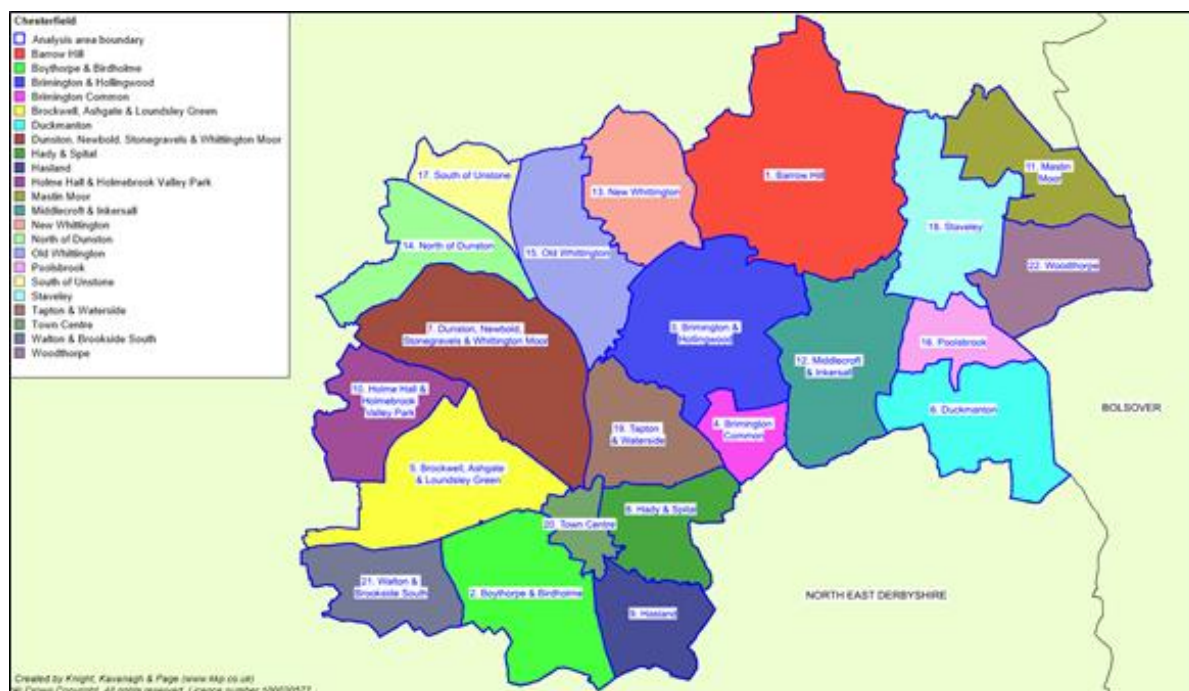 Chesterfield
Analysis area boundary
Barrow Hill
Boythorpe & Birdholme
Brimington & Hollingwood
Brimington Common
Brockwell, Ashgate & Loundsley Green
Duckmanton
Dunston, Newbold, Stonegravels & Whittington Moor
Hady & Spital
Hasland
Holme Hall & Holmebrook Valley Park
Mastin Moor
Middlecroft & Inkersall
New Whittington
North of Dunston
Old Whittington
Poolsbrook
South of Unstone
Staveley
Tapton & Waterside
Town Centre
Walton & Brookside South
Woodthorpe
17. South of Unstone
13. New Whittington
1. Barrow Hill
11. Mastin
Moor
18. Staveley
14. North of Dunston
15. Old Whittington
22. Woodthorpe
7. Dunston, Newbold,
Stonegravels & Whittington Moor
3. Brimington &
Hollingwood
16. Poolsbrook
12. Middlecroft
& Inkersall
10. Holme Hall &
Holmebrook
Valley Park
6. Duckmanton
BOLSOVER
4. Brimington
Common
19. Tapton
& Waterside
5. Brockwell, Ashgate
& Loundsley Green
8. Hady & Spital
20. Town Centre
21. Walton &
Brookside South
2. Boythorpe & Birdholme
9. Hasland
NORTH EAST DERBYSHIRE
Created by Knight, Kavanagh & Page (www.kkp.co.uk)
Crown Copyright. All rights reserved. Licence number